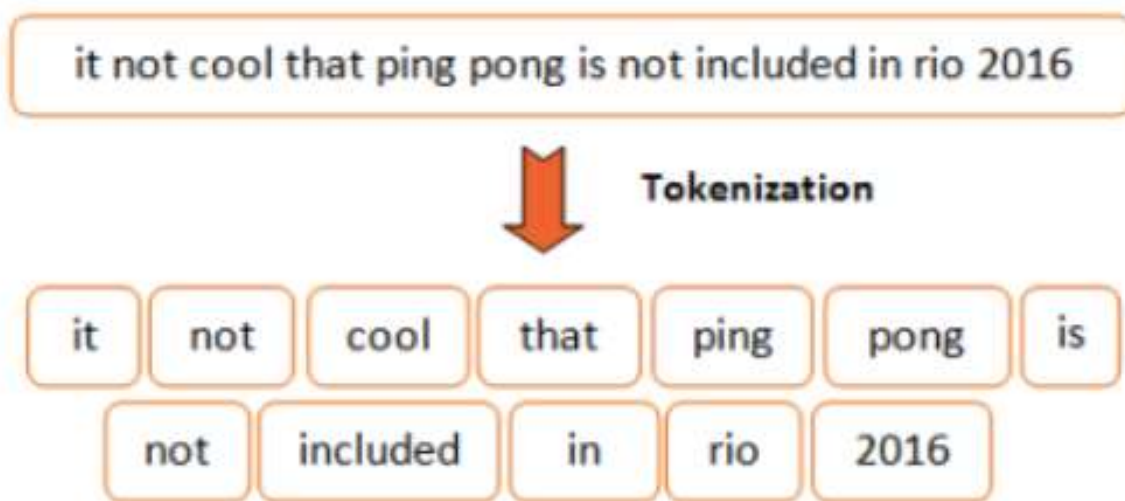 it not cool that ping pong is not included in rio 2016
Tokenization
it not cool that ping pong is
not included in rio 2016